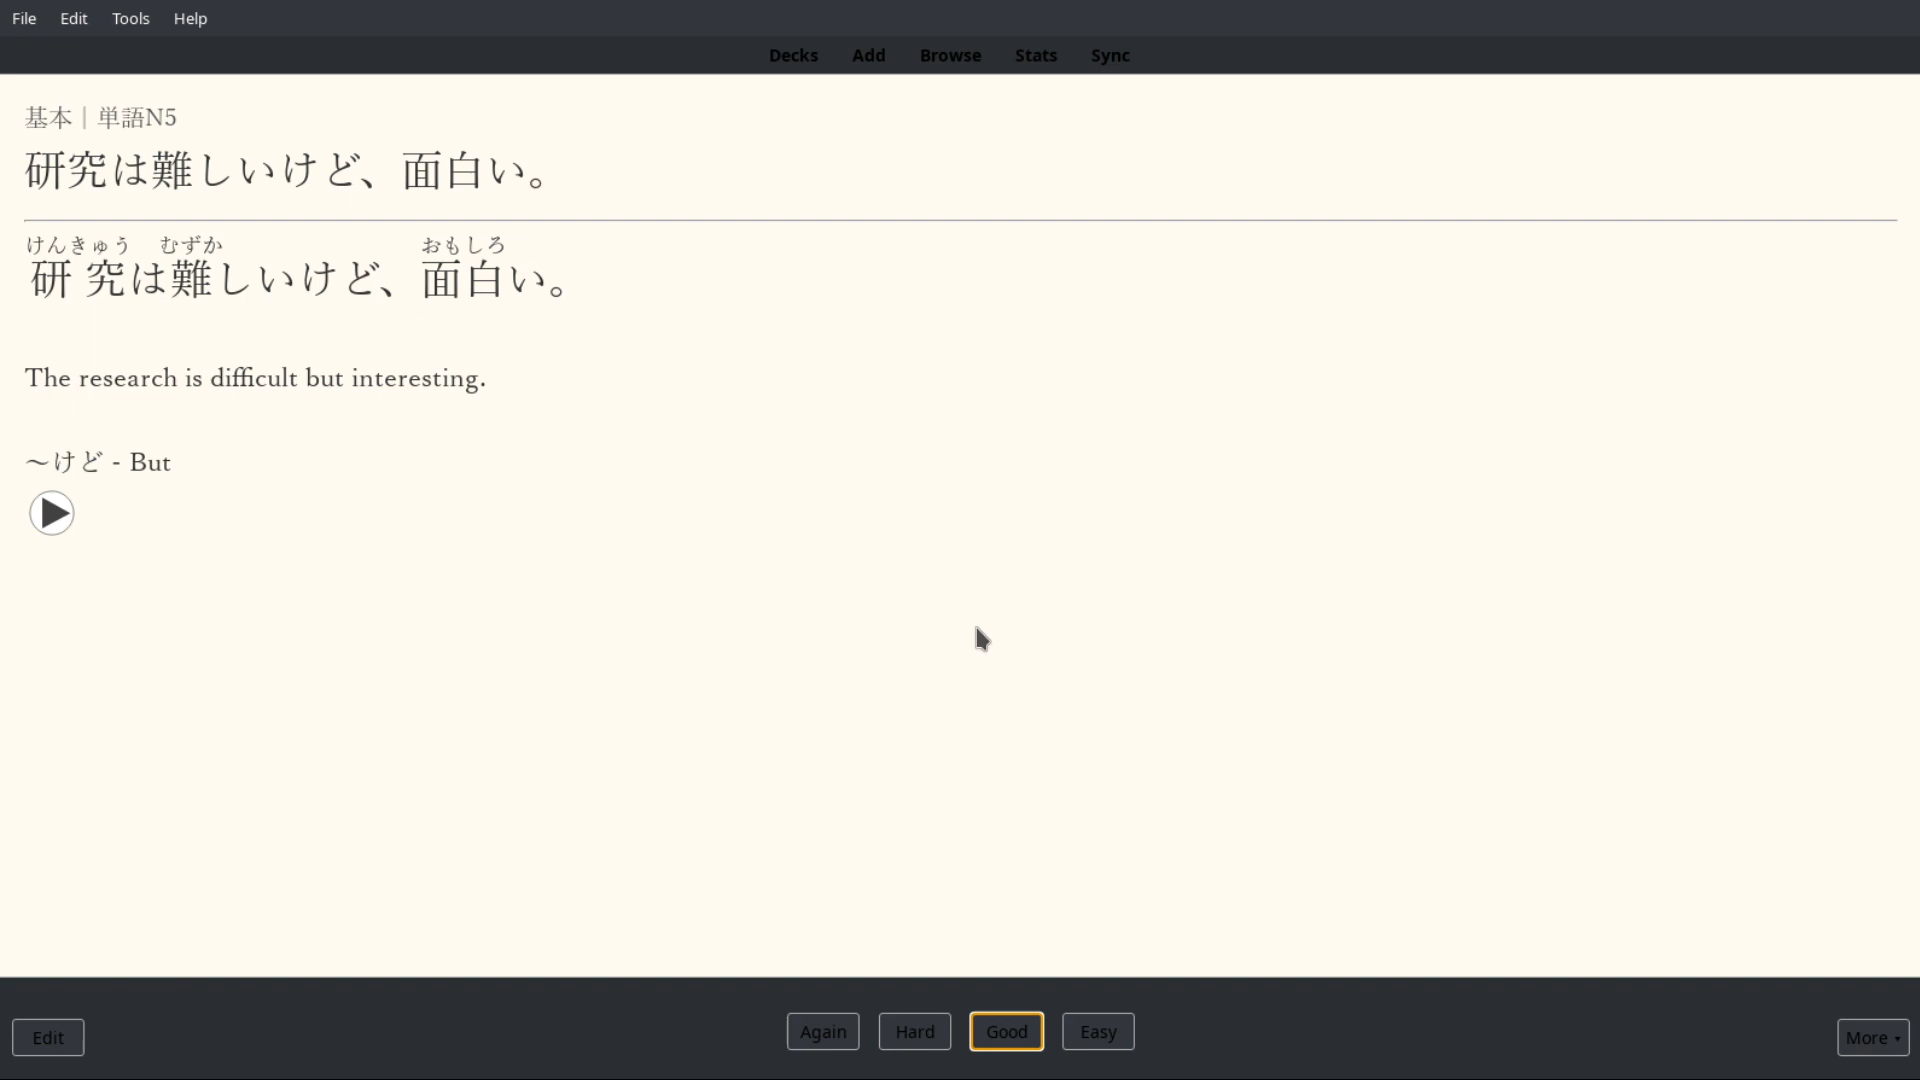 File Edit Tools Help
Decks Add Browse Stats Sync
基本｜単語N5
研究は難しいけど、面白い。
けんきゅう むずか おもしろ
研究は難しいけど、面白い。
The research is difficult but interesting.
～けど - But
Edit Again Hard Good Easy More